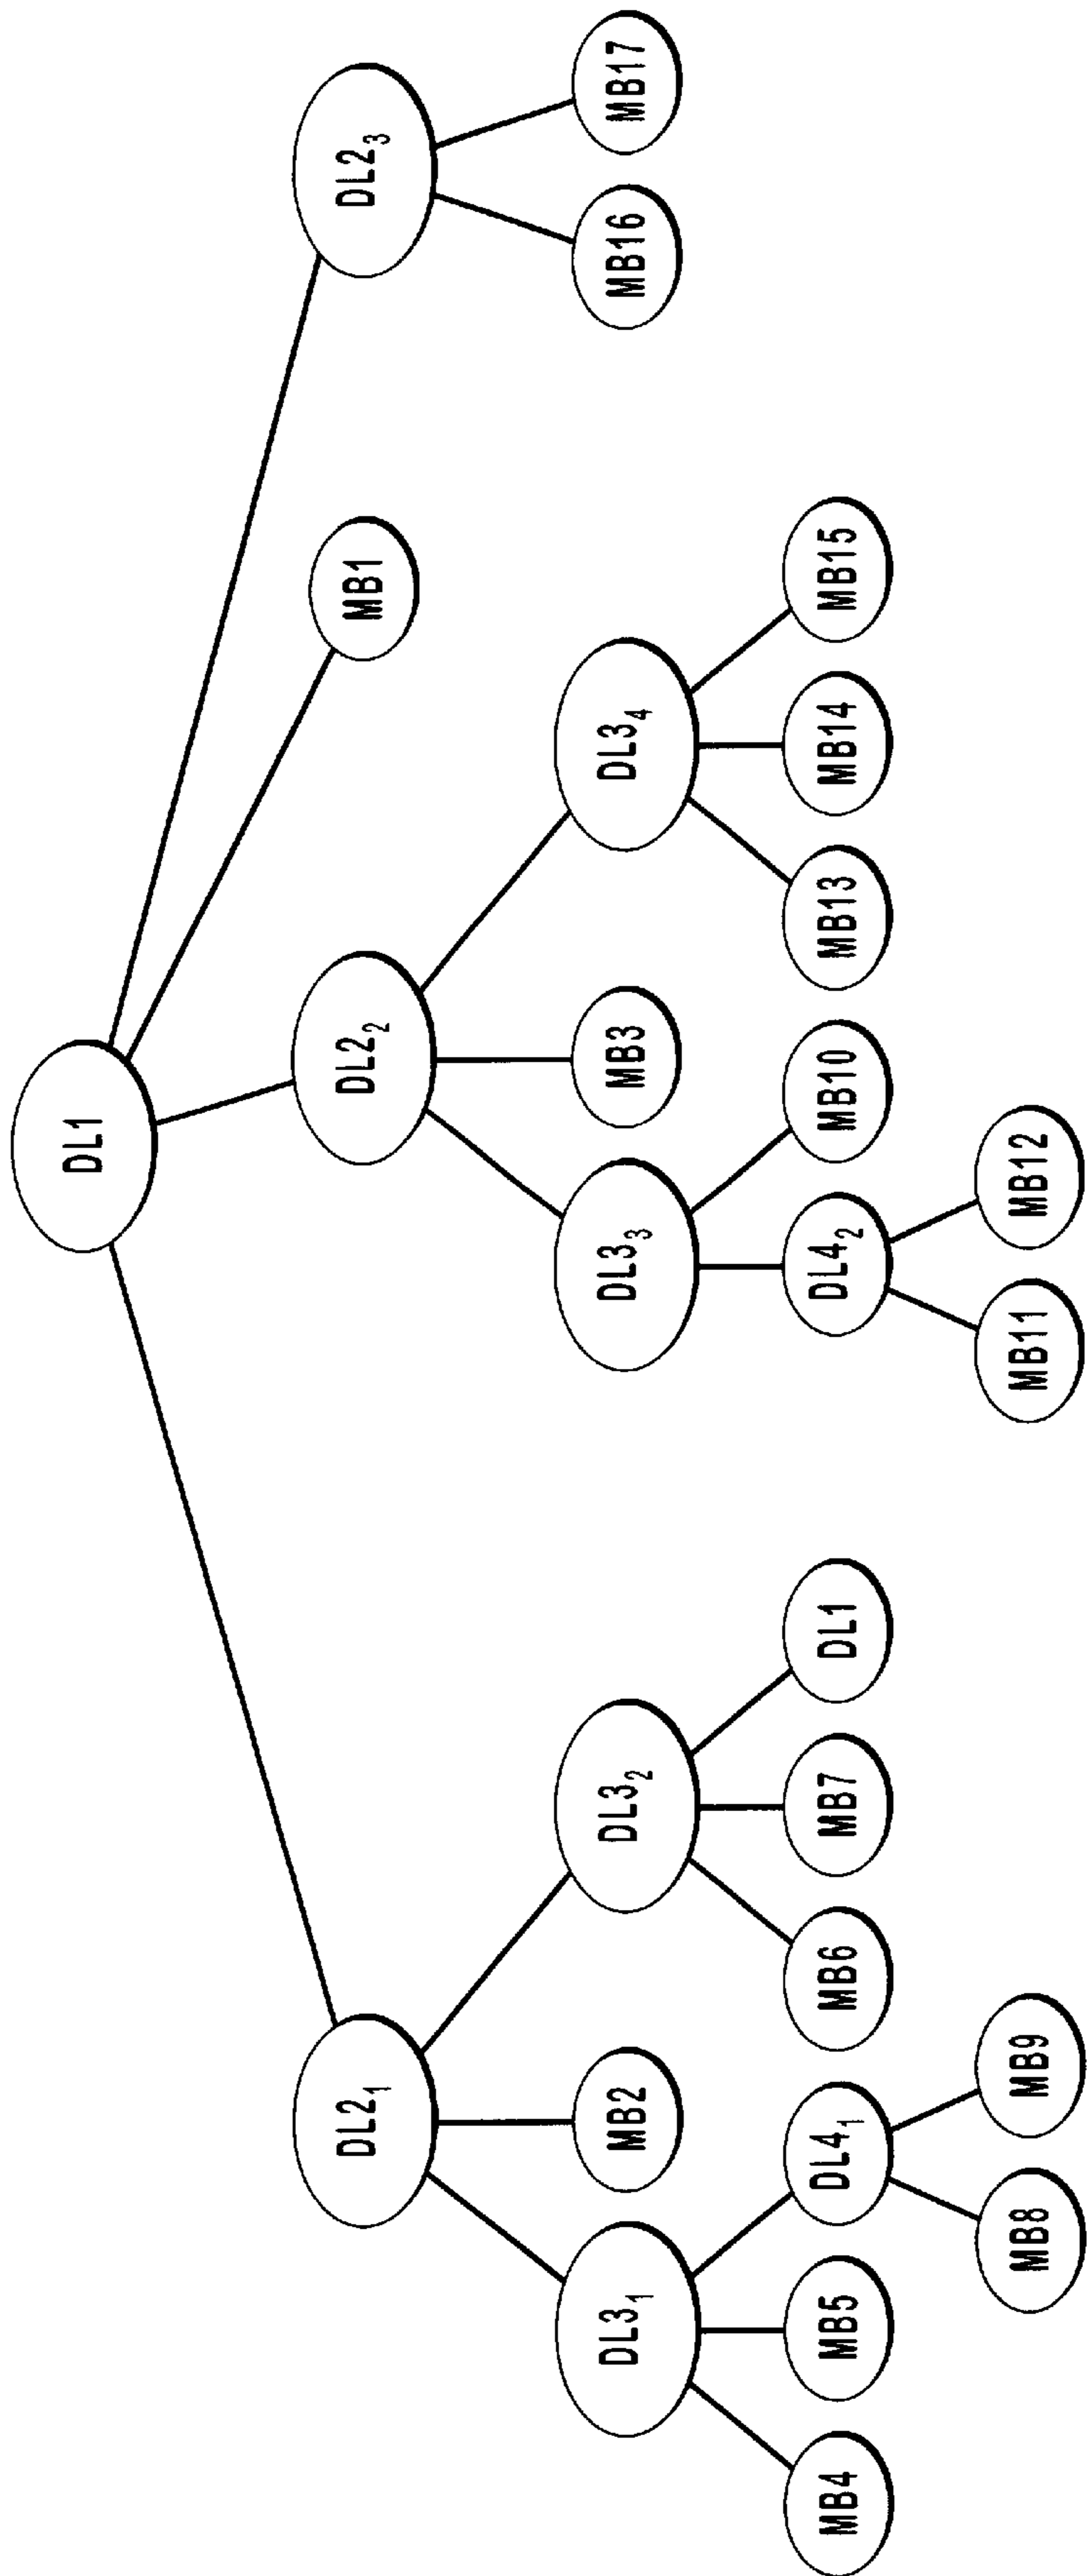 DL1
DL2₁
DL2₂
MB1
DL2₃
DL3₁
MB2
DL3₂
DL3₃
MB3
DL3₄
MB16
MB17
MB4
MB5
DL4₁
MB6
MB7
DL1
DL4₂
MB10
MB13
MB14
MB15
MB8
MB9
MB11
MB12